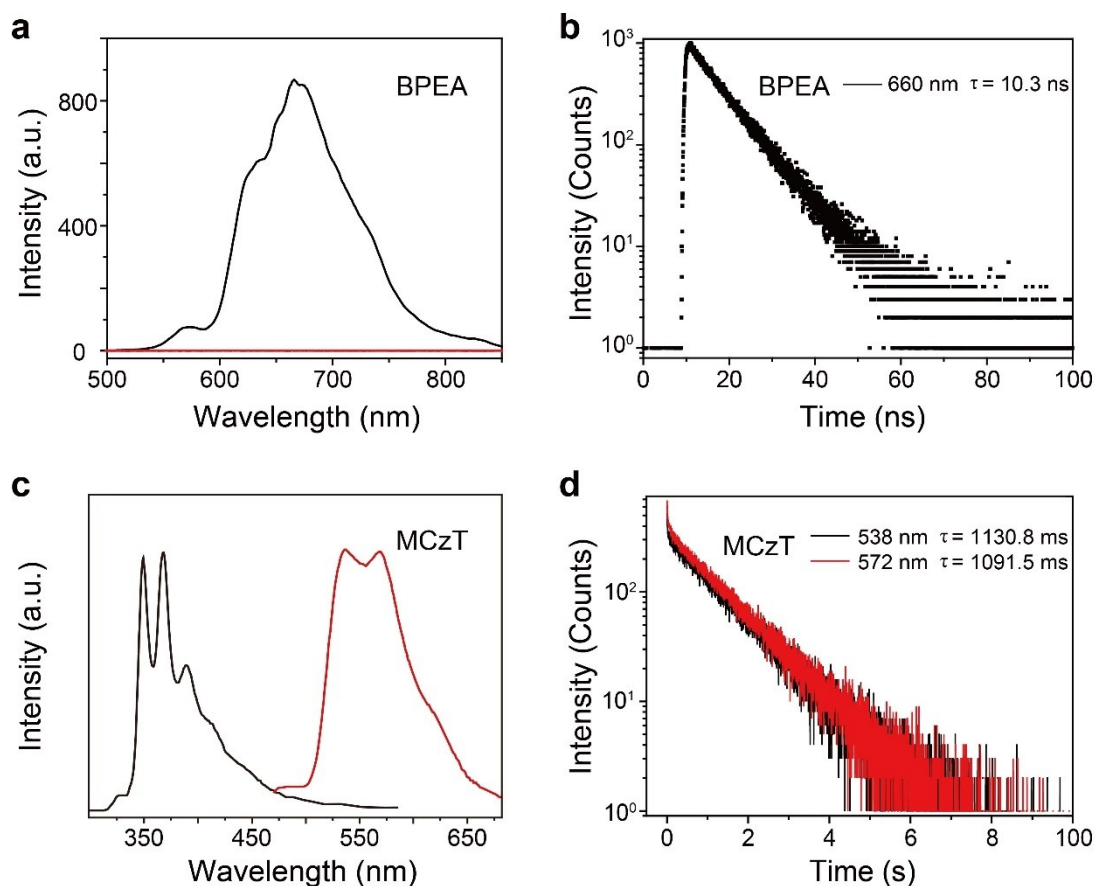 a
BPEA
Intensity (a.u.)
800
400
0
500
600
700
800
Wavelength (nm)
b
BPEA
660 nm τ = 10.3 ns
Intensity (Counts)
10³
10²
10¹
10⁰
0
20
40
60
80
100
Time (ns)
c
MCzT
Intensity (a.u.)
350
450
550
650
Wavelength (nm)
d
MCzT
538 nm τ = 1130.8 ms
572 nm τ = 1091.5 ms
Intensity (Counts)
10²
10¹
10⁰
0
2
4
6
8
100
Time (s)